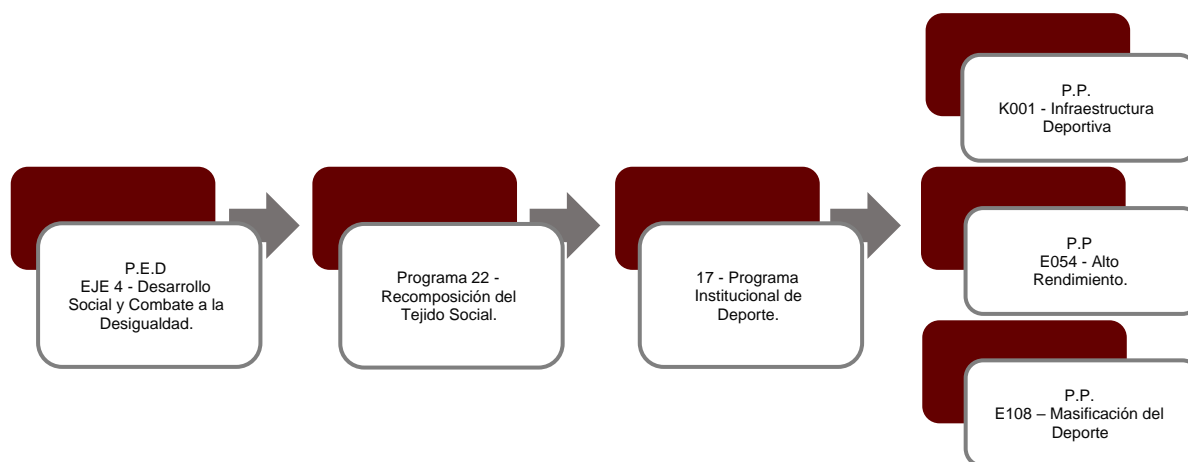 P.E.D
EJE 4 - Desarrollo
Social y Combate a la
Desigualdad.
Programa 22 -
Recomposición del
Tejido Social.
17 - Programa
Institucional de
Deporte.
P.P.
K001 - Infraestructura
Deportiva
P.P
E054 - Alto
Rendimiento.
P.P.
E108 – Masificación del
Deporte